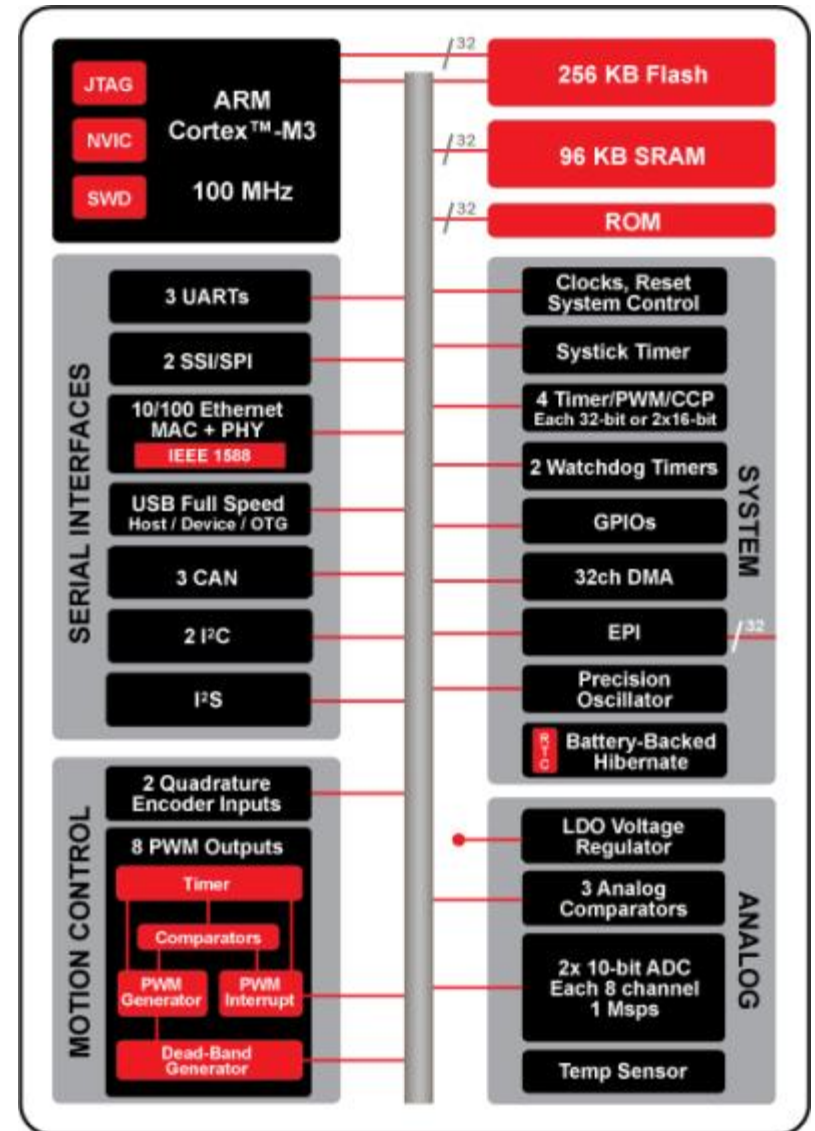 JTAG
NVIC
SWD
ARM
Cortex™-M3
100 MHz
32
256 KB Flash
32
96 KB SRAM
32
ROM
SERIAL INTERFACES
3 UARTs
2 SSI/SPI
10/100 Ethernet
MAC + PHY
IEEE 1588
USB Full Speed
Host / Device / OTG
3 CAN
2 I²C
I²S
SYSTEM
Clocks, Reset
System Control
Systick Timer
4 Timer/PWM/CCP
Each 32-bit or 2x16-bit
2 Watchdog Timers
GPIOs
32ch DMA
EPI
32
Precision
Oscillator
RTC
Battery-Backed
Hibernate
MOTION CONTROL
2 Quadrature
Encoder Inputs
8 PWM Outputs
Timer
Comparators
PWM
Generator
PWM
Interrupt
Dead-Band
Generator
ANALOG
LDO Voltage
Regulator
3 Analog
Comparators
2x 10-bit ADC
Each 8 channel
1 Msps
Temp Sensor